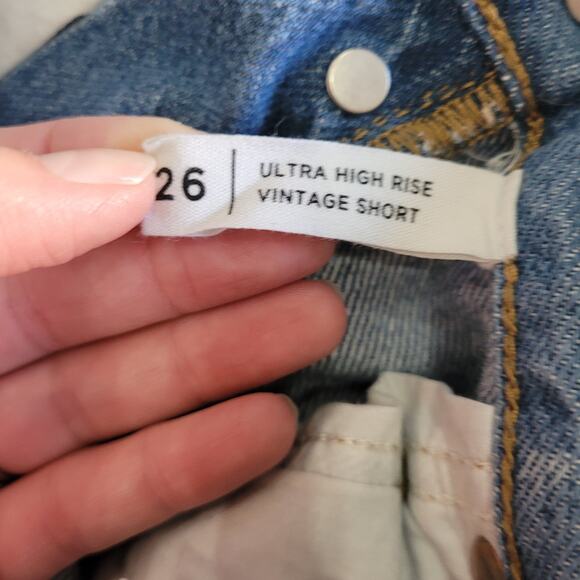 26 | ULTRA HIGH RISE
VINTAGE SHORT